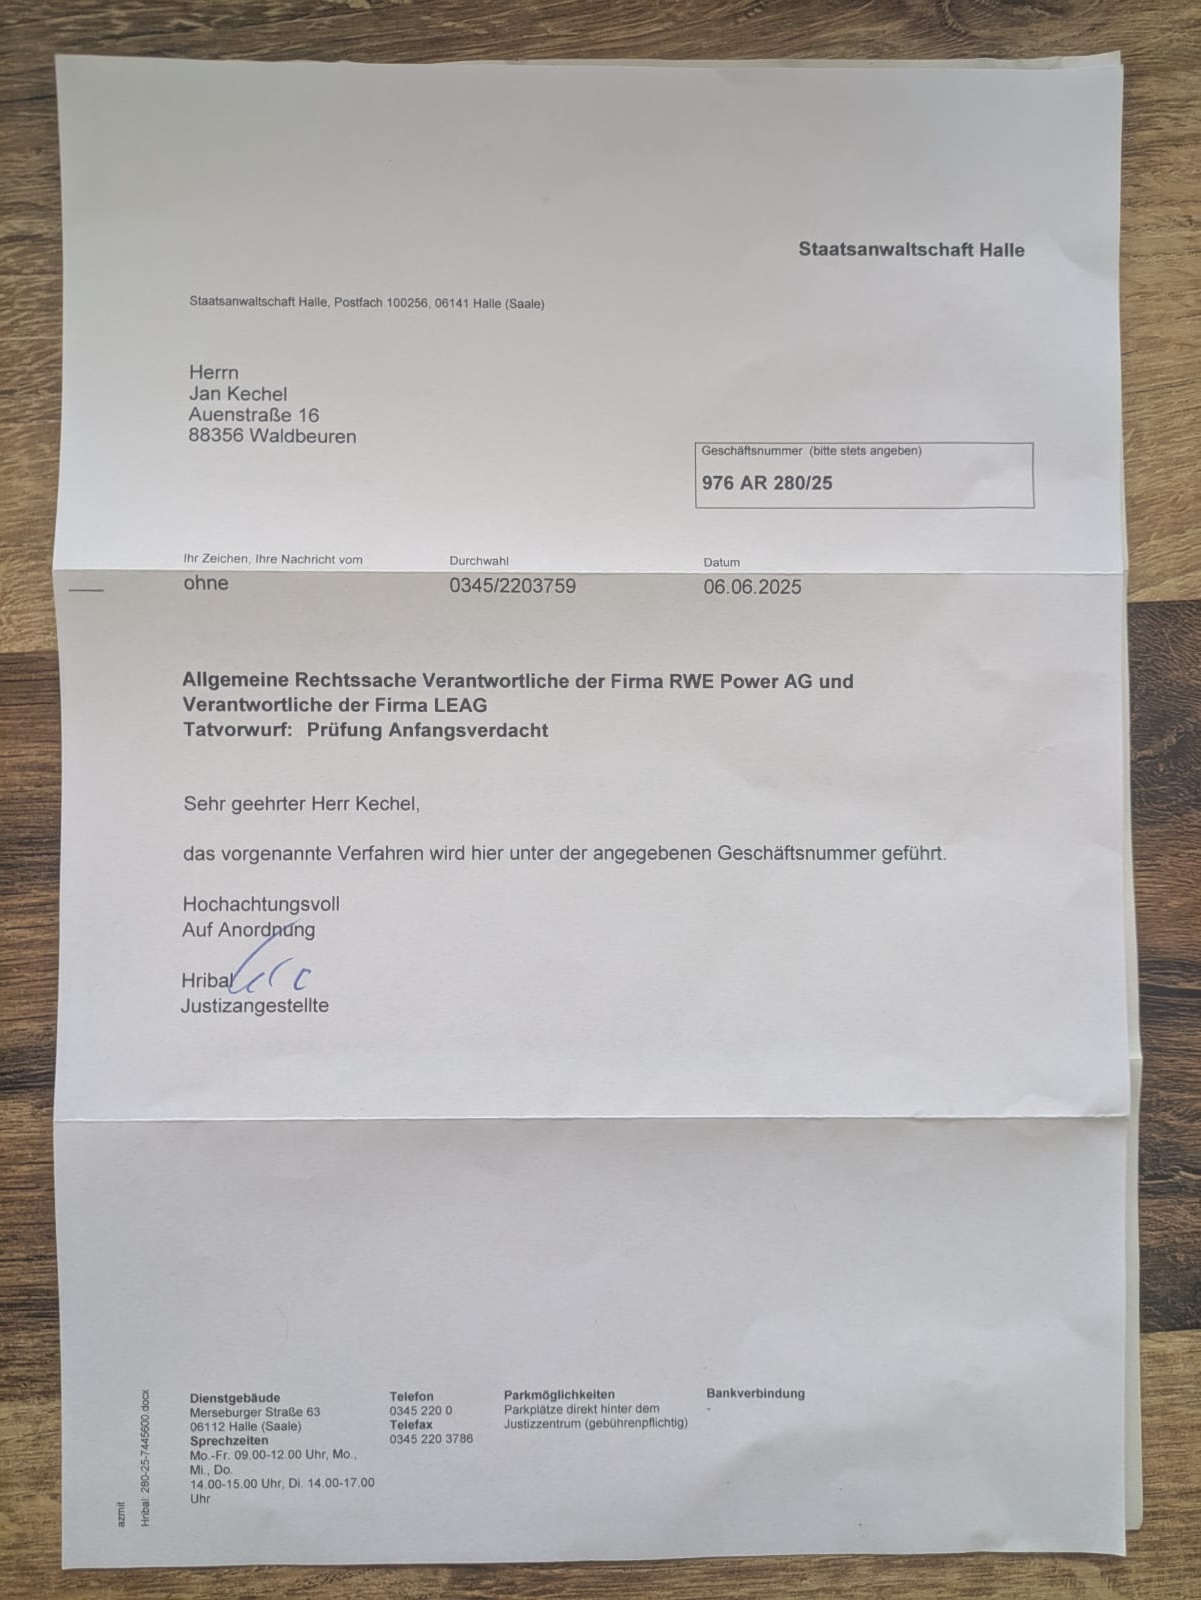 Staatsanwaltschaft Halle
Staatsanwaltschaft Halle, Postfach 100256, 06141 Halle (Saale)
Herrn
Jan Kechel
Auenstraße 16
88356 Waldbeuren
Geschäftsnummer (bitte stets angeben)
976 AR 280/25
Ihr Zeichen, Ihre Nachricht vom
ohne
Durchwahl
0345/2203759
Datum
06.06.2025
Allgemeine Rechtssache Verantwortliche der Firma RWE Power AG und
Verantwortliche der Firma LEAG
Tatvorwurf: Prüfung Anfangsverdacht
Sehr geehrter Herr Kechel,
das vorgenannte Verfahren wird hier unter der angegebenen Geschäftsnummer geführt.
Hochachtungsvoll
Auf Anordnung
Hribal
Justizangestellte
Dienstgebäude
Merseburger Straße 63
06112 Halle (Saale)
Sprechzeiten
Mo.-Fr. 09.00-12.00 Uhr, Mo.,
Mi., Do.
14.00-15.00 Uhr, Di. 14.00-17.00
Uhr
Telefon
0345 220 0
Telefax
0345 220 3786
Parkmöglichkeiten
Parkplätze direkt hinter dem
Justizzentrum (gebührenpflichtig)
Bankverbindung
-
azmit
Hribal: 280-25-7445600.docx